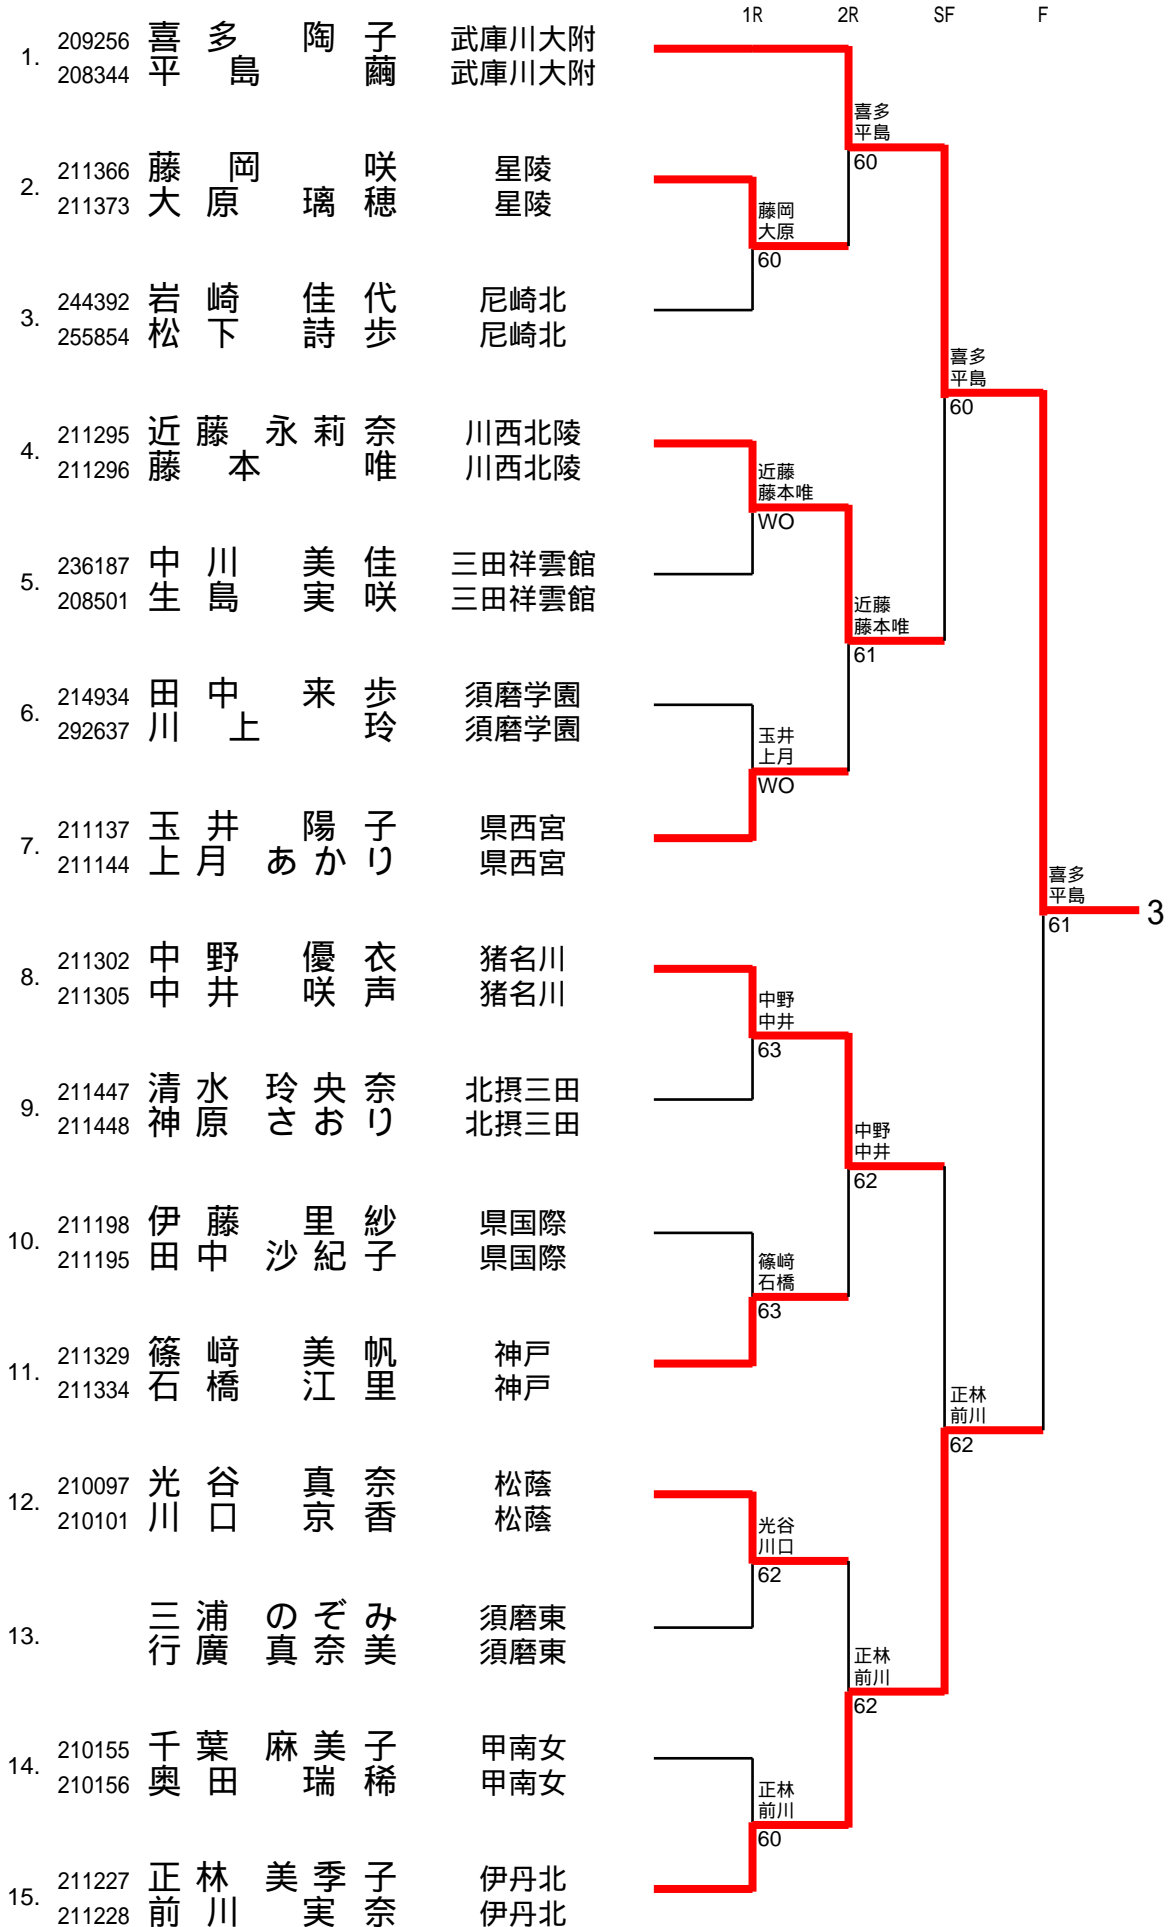 1R 2R SF F
1. 209256 喜多 陶子 武庫川大附
208344 平島 繭 武庫川大附
喜多
平島
60
2. 211366 藤岡 咲 星陵
211373 大原 璃穂 星陵
藤岡
大原
60
3. 244392 岩崎 佳代 尼崎北
255854 松下 詩歩 尼崎北
喜多
平島
60
4. 211295 近藤 永莉奈 川西北陵
211296 藤本 唯 川西北陵
近藤
藤本唯
WO
5. 236187 中川 美佳 三田祥雲館
208501 生島 実咲 三田祥雲館
近藤
藤本唯
61
6. 214934 田中 来歩 須磨学園
292637 川上 玲 須磨学園
玉井
上月
WO
7. 211137 玉井 陽子 県西宮
211144 上月 あかり 県西宮
喜多
平島
61
3
8. 211302 中野 優衣 猪名川
211305 中井 咲声 猪名川
中野
中井
63
9. 211447 清水 玲央奈 北摂三田
211448 神原 さおり 北摂三田
中野
中井
62
10. 211198 伊藤 里紗 県国際
211195 田中 沙紀子 県国際
篠﨑
石橋
63
11. 211329 篠﨑 美帆 神戸
211334 石橋 江里 神戸
正林
前川
62
12. 210097 光谷 真奈 松蔭
210101 川口 京香 松蔭
光谷
川口
62
13. 三浦 のぞみ 須磨東
行廣 真奈美 須磨東
正林
前川
62
14. 210155 千葉 麻美子 甲南女
210156 奥田 瑞稀 甲南女
正林
前川
60
15. 211227 正林 美季子 伊丹北
211228 前川 実奈 伊丹北